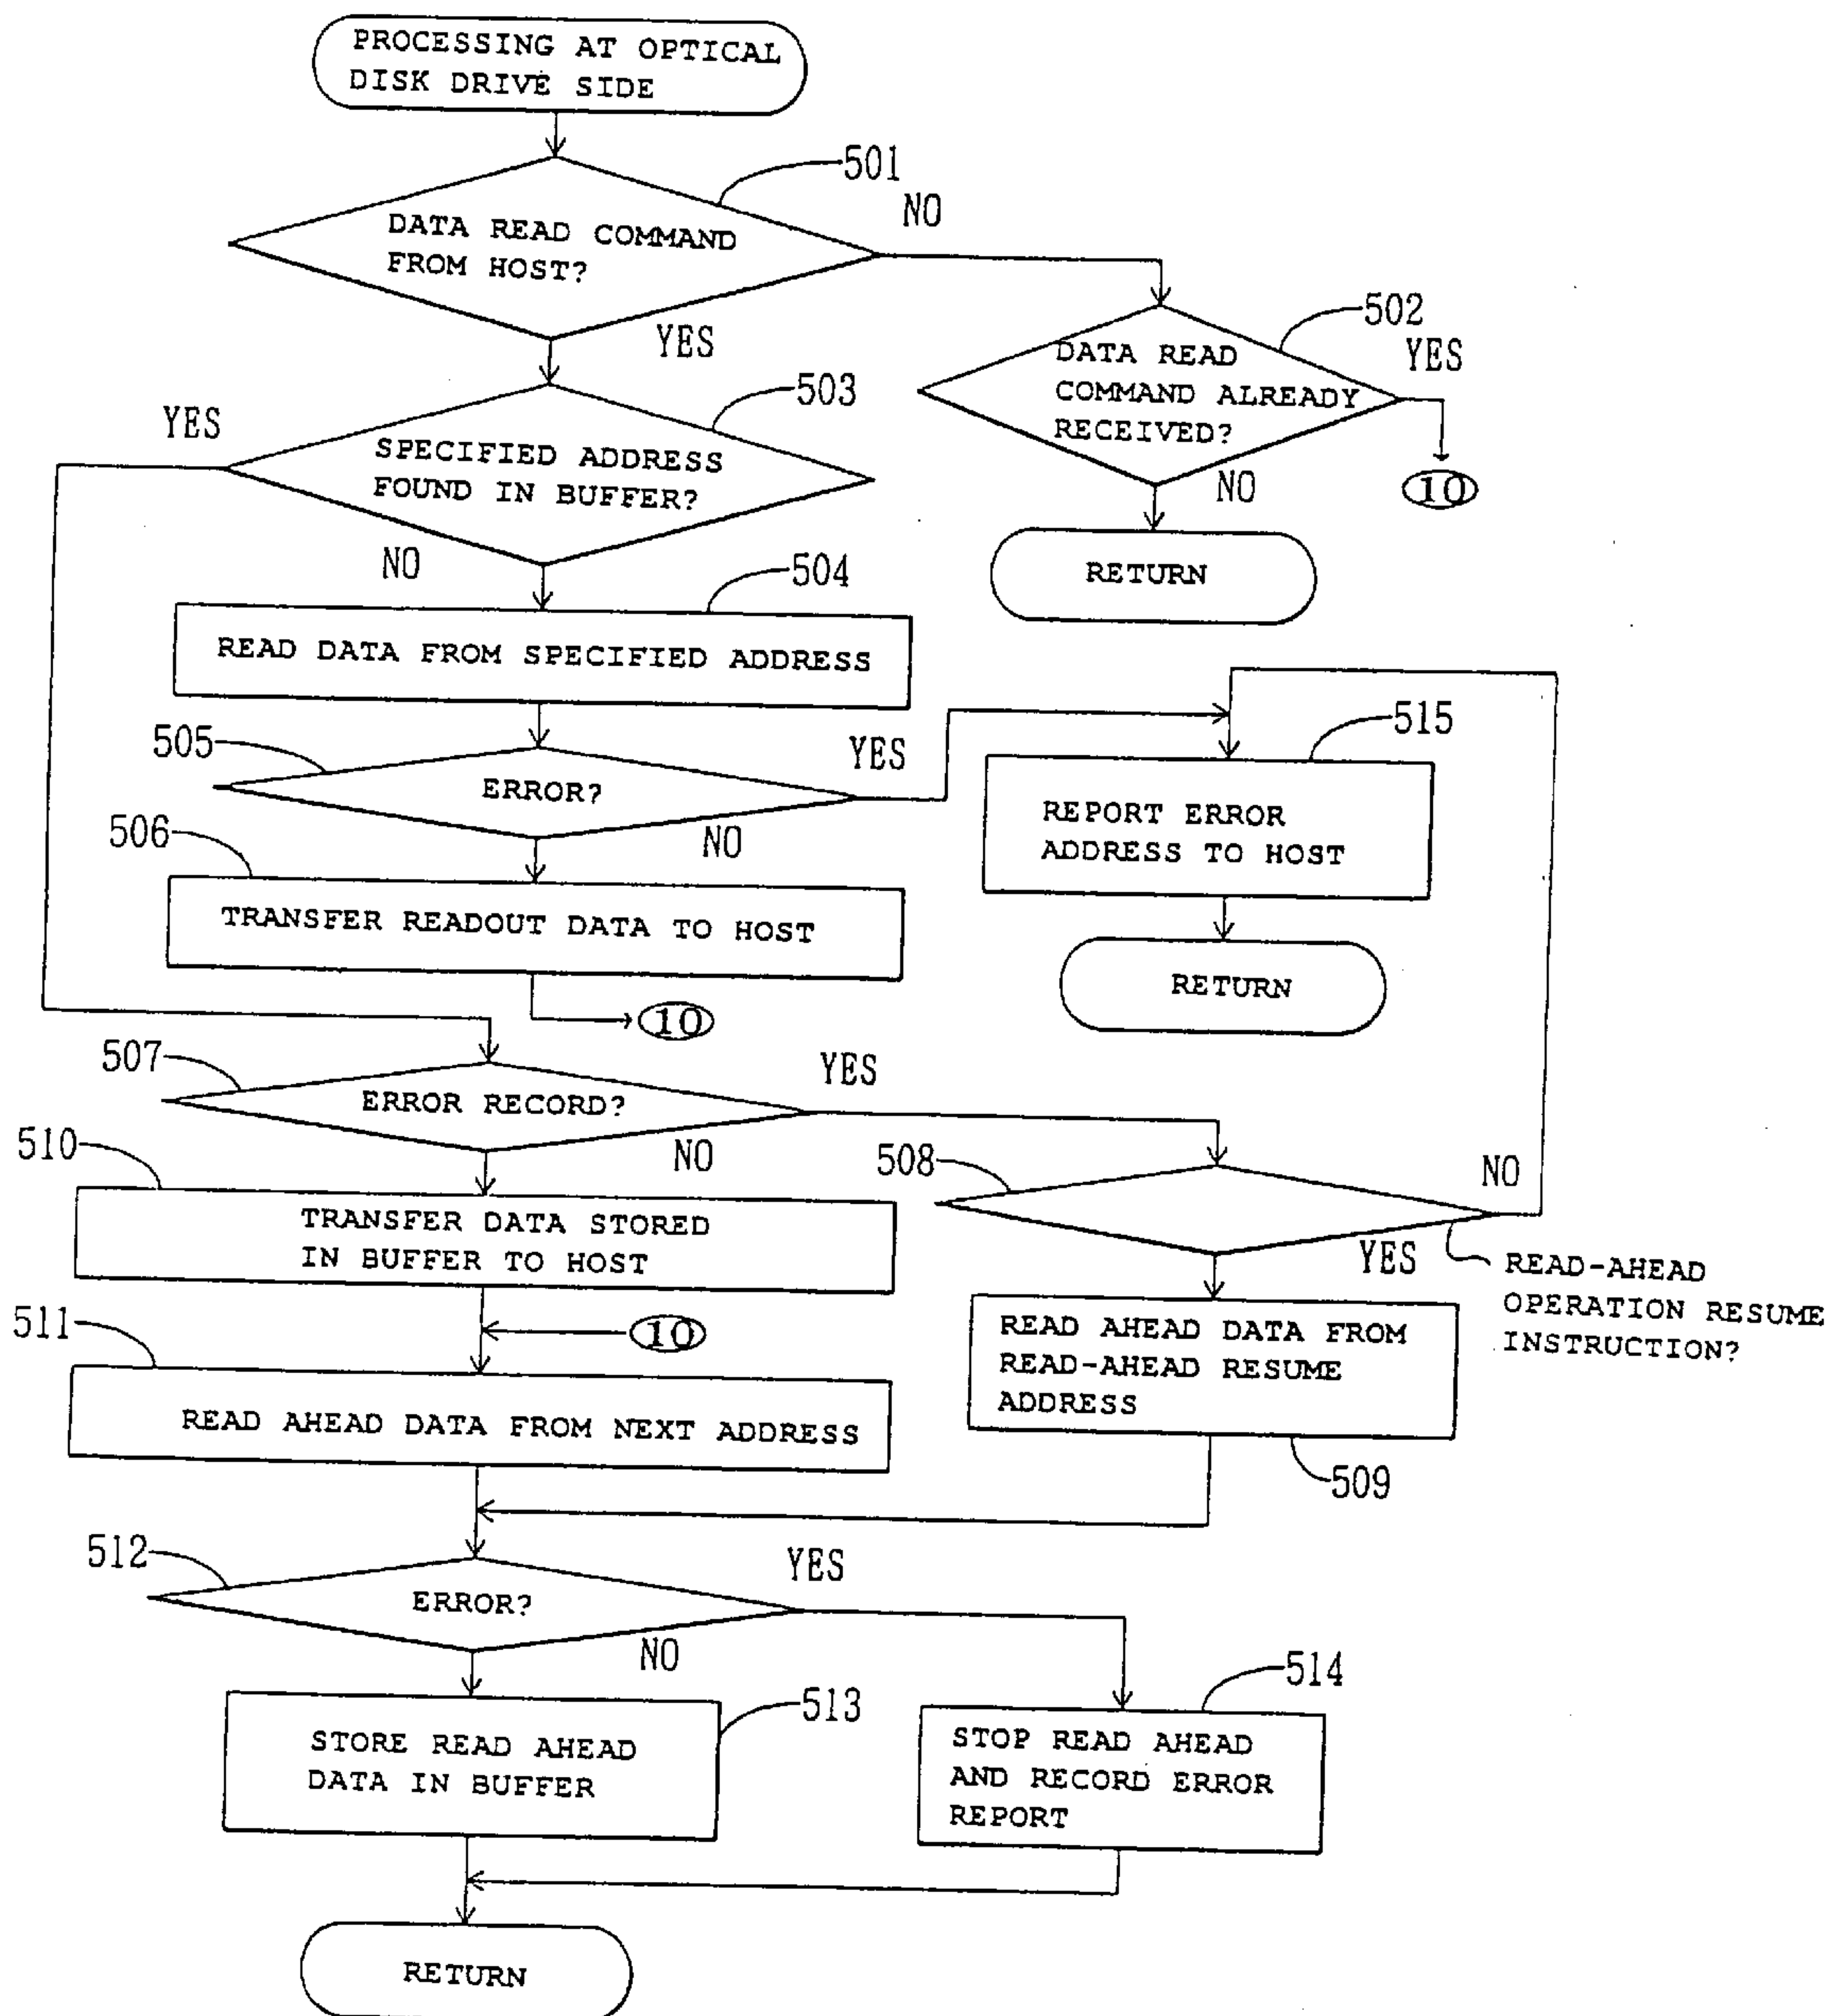 PROCESSING AT OPTICAL
DISK DRIVE SIDE
501
NO
DATA READ COMMAND
FROM HOST?
YES
502
YES
DATA READ
COMMAND ALREADY
RECEIVED?
NO
10
RETURN
503
YES
SPECIFIED ADDRESS
FOUND IN BUFFER?
NO
504
READ DATA FROM SPECIFIED ADDRESS
505
YES
ERROR?
NO
515
REPORT ERROR
ADDRESS TO HOST
RETURN
506
TRANSFER READOUT DATA TO HOST
10
507
YES
ERROR RECORD?
NO
508
NO
YES
READ-AHEAD
OPERATION RESUME
INSTRUCTION?
510
TRANSFER DATA STORED
IN BUFFER TO HOST
10
511
READ AHEAD DATA FROM NEXT ADDRESS
READ AHEAD DATA FROM
READ-AHEAD RESUME
ADDRESS
509
512
YES
ERROR?
NO
513
STORE READ AHEAD
DATA IN BUFFER
514
STOP READ AHEAD
AND RECORD ERROR
REPORT
RETURN